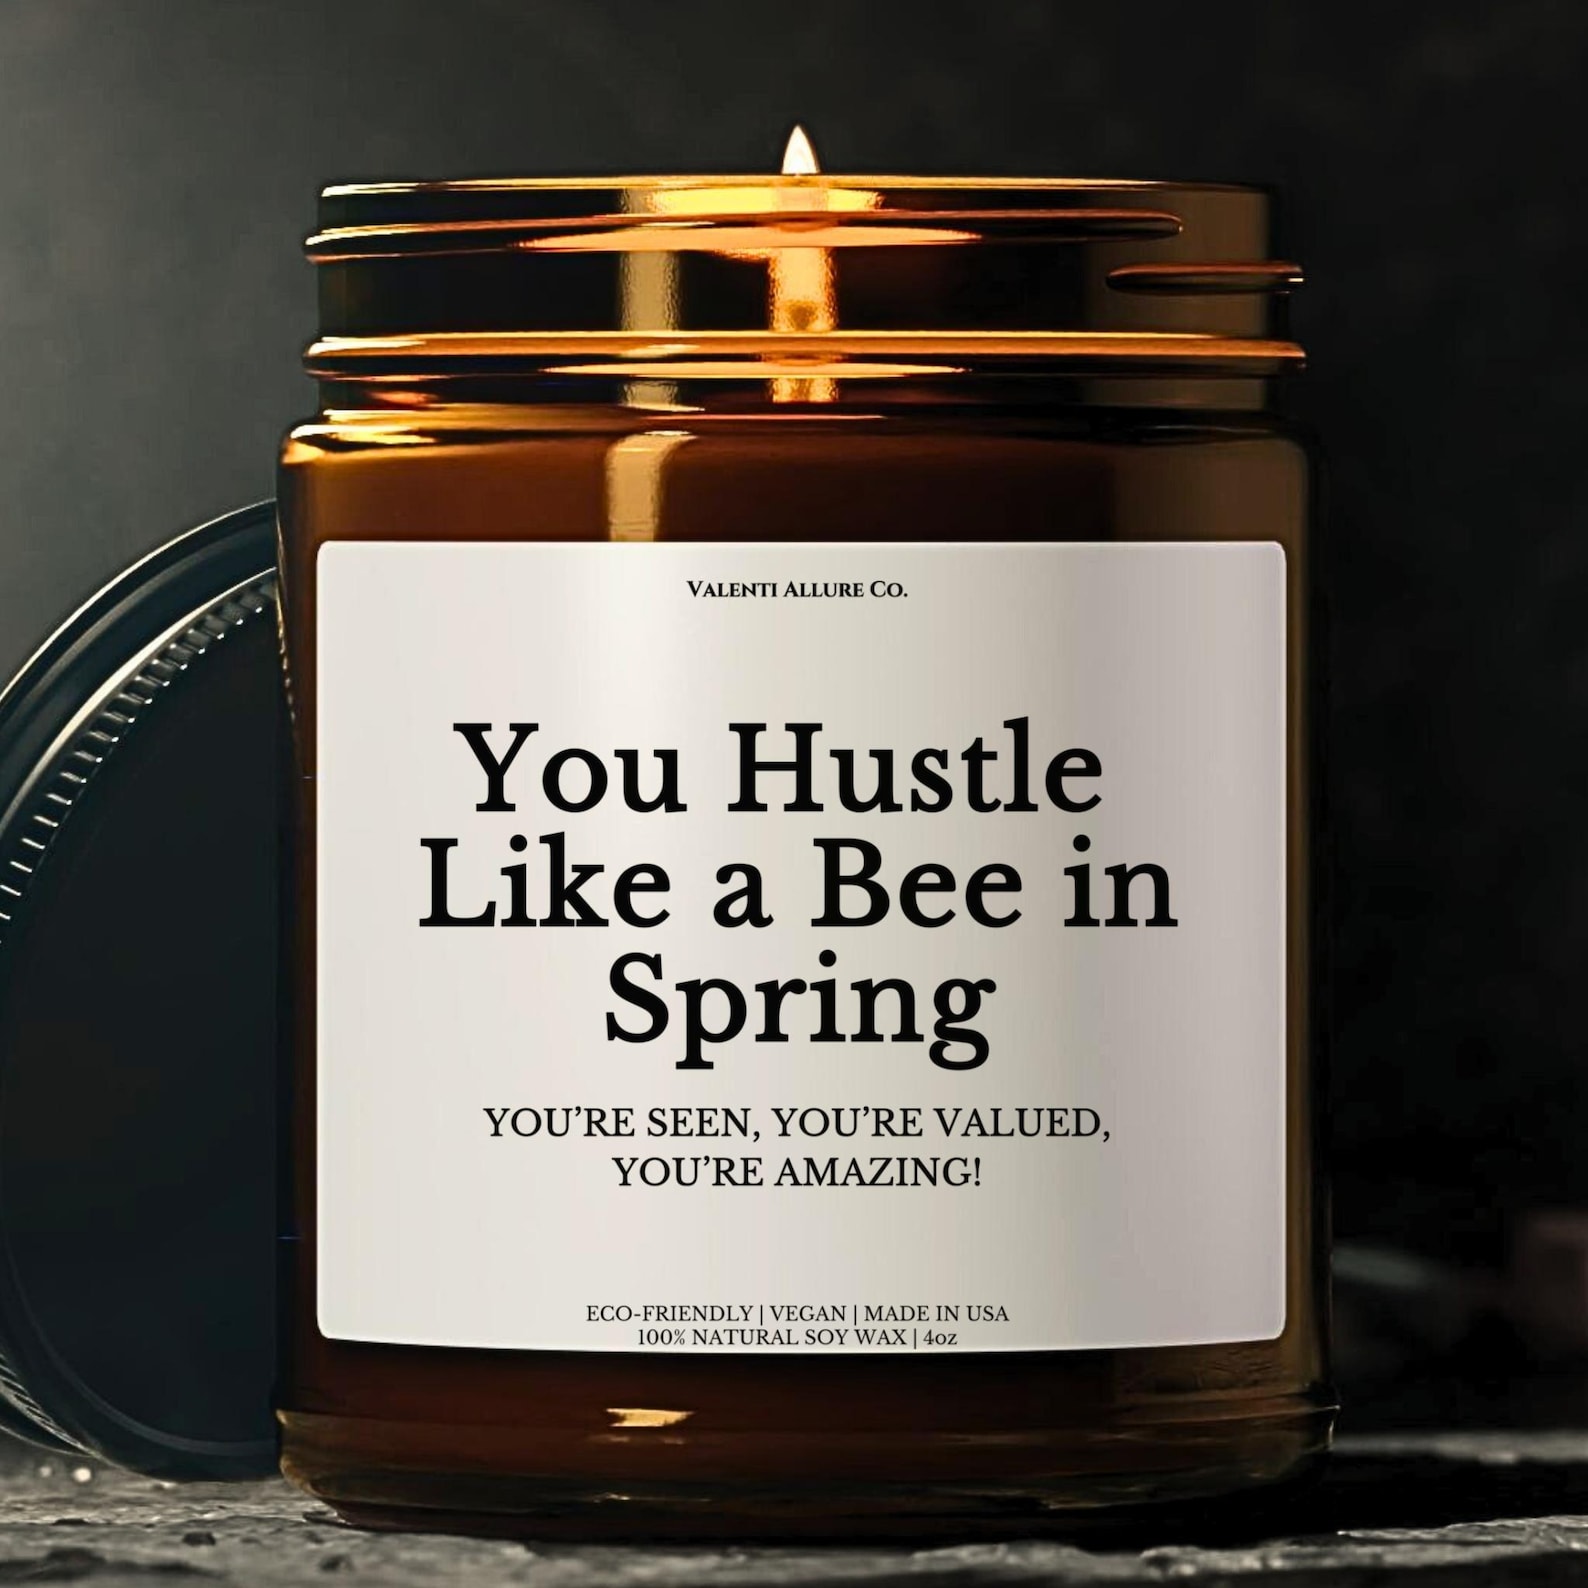 Valenti Allure Co.
You Hustle
Like a Bee in
Spring
YOU’RE SEEN, YOU’RE VALUED,
YOU’RE AMAZING!
ECO-FRIENDLY | VEGAN | MADE IN USA
100% NATURAL SOY WAX | 4oz